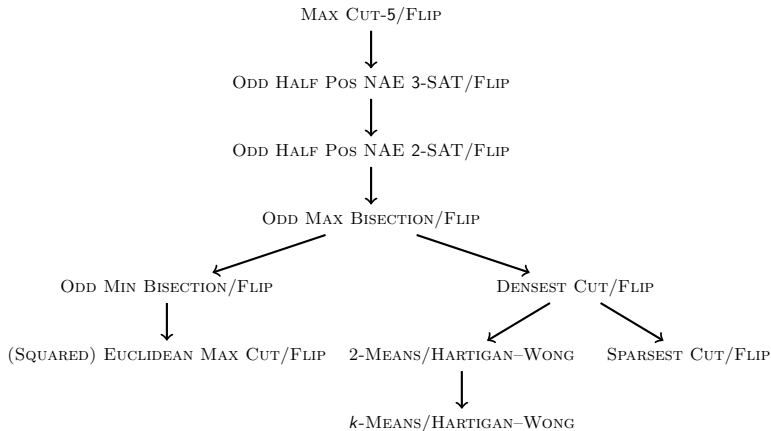 Max Cut-5/Flip
Odd Half Pos NAE 3-SAT/Flip
Odd Half Pos NAE 2-SAT/Flip
Odd Max Bisection/Flip
Odd Min Bisection/Flip
Densest Cut/Flip
(Squared) Euclidean Max Cut/Flip
2-Means/Hartigan–Wong
Sparsest Cut/Flip
k-Means/Hartigan–Wong